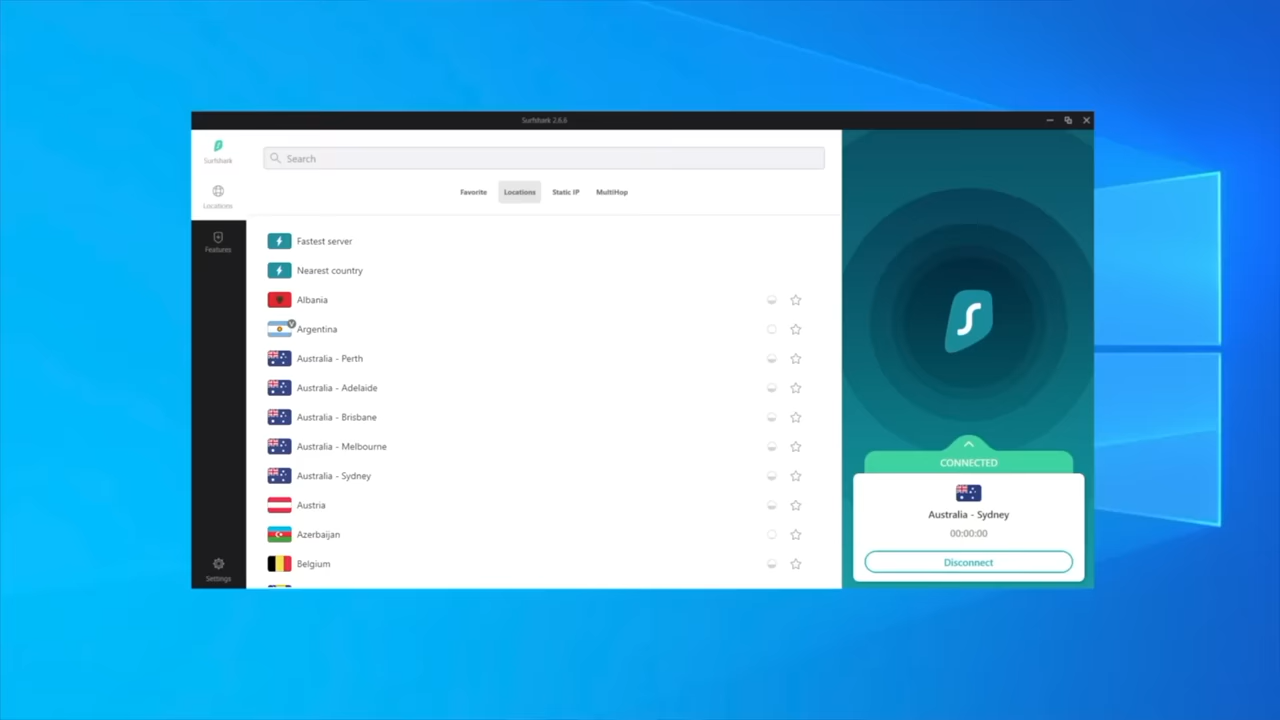 Surfshark 2.6.6
Surfshark
Locations
Features
Settings
Search
Favorite
Locations
Static IP
MultiHop
Fastest server
Nearest country
Albania
V
Argentina
Australia - Perth
Australia - Adelaide
Australia - Brisbane
Australia - Melbourne
Australia - Sydney
Austria
Azerbaijan
Belgium
CONNECTED
Australia - Sydney
00:00:00
Disconnect